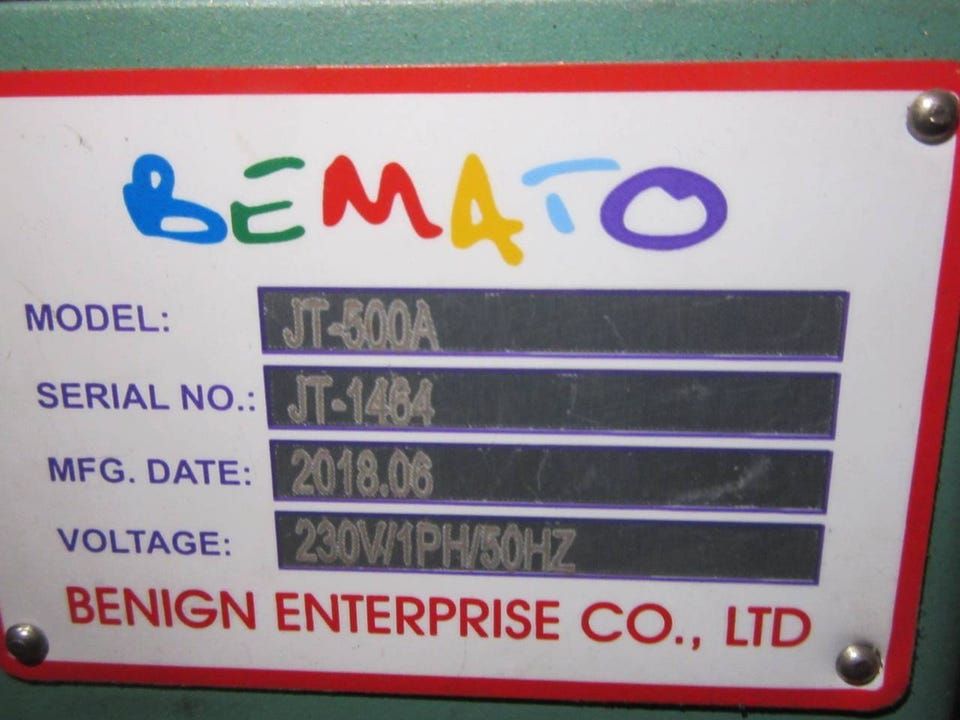 BEMATO
MODEL: JT-500A
SERIAL NO.: JT-1464
MFG. DATE: 2018.06
VOLTAGE: 230V/1PH/50HZ
BENIGN ENTERPRISE CO., LTD